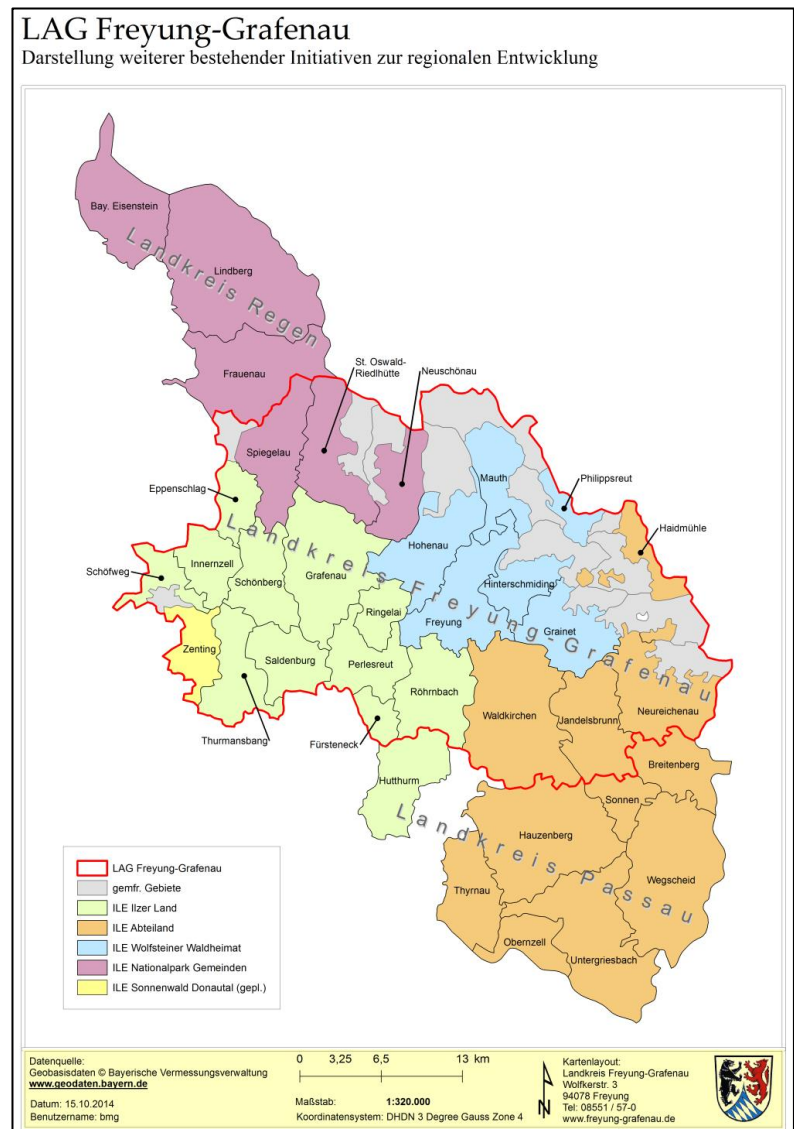 LAG Freyung-Grafenau
Darstellung weiterer bestehender Initiativen zur regionalen Entwicklung
Bay. Eisenstein
Landkreis Regen
Lindberg
Frauenau
St. Oswald-
Riedlhütte
Neuschönau
Spiegelau
Mauth
Philippsreut
Eppenschlag
Haidmühle
Landkreis Freyung-Grafenau
Hohenau
Schöfweg
Innernzell
Schönberg
Grafenau
Hinterschmiding
Ringelai
Freyung
Grainet
Zenting
Saldenburg
Perlesreut
Röhrnbach
Waldkirchen
Jandelsbrunn
Neureichenau
Thurmansbang
Fürsteneck
Breitenberg
Hutthurm
Sonnen
Landkreis Passau
Hauzenberg
Wegscheid
Thyrnau
Obernzell
Untergriesbach
LAG Freyung-Grafenau
gemfr. Gebiete
ILE Ilzer Land
ILE Abteiland
ILE Wolfsteiner Waldheimat
ILE Nationalpark Gemeinden
ILE Sonnenwald Donautal (gepl.)
Datenquelle:
Geobasisdaten © Bayerische Vermessungsverwaltung
www.geodaten.bayern.de
Datum: 15.10.2014
Benutzername: bmg
0 3,25 6,5 13 km
Maßstab: 1:320.000
Koordinatensystem: DHDN 3 Degree Gauss Zone 4
N
Kartenlayout:
Landkreis Freyung-Grafenau
Wolfkerstr. 3
94078 Freyung
Tel: 08551 / 57-0
www.freyung-grafenau.de